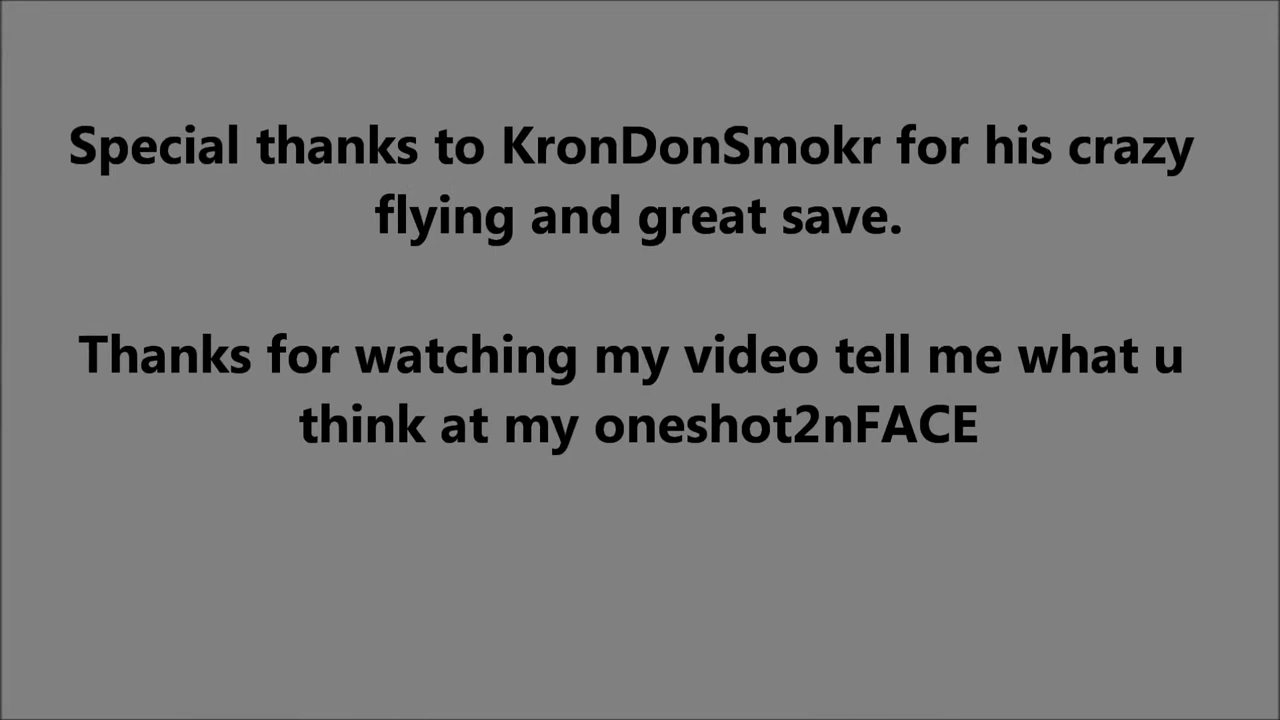 Special thanks to KronDonSmokr for his crazy
flying and great save.
Thanks for watching my video tell me what u
think at my oneshot2nFACE